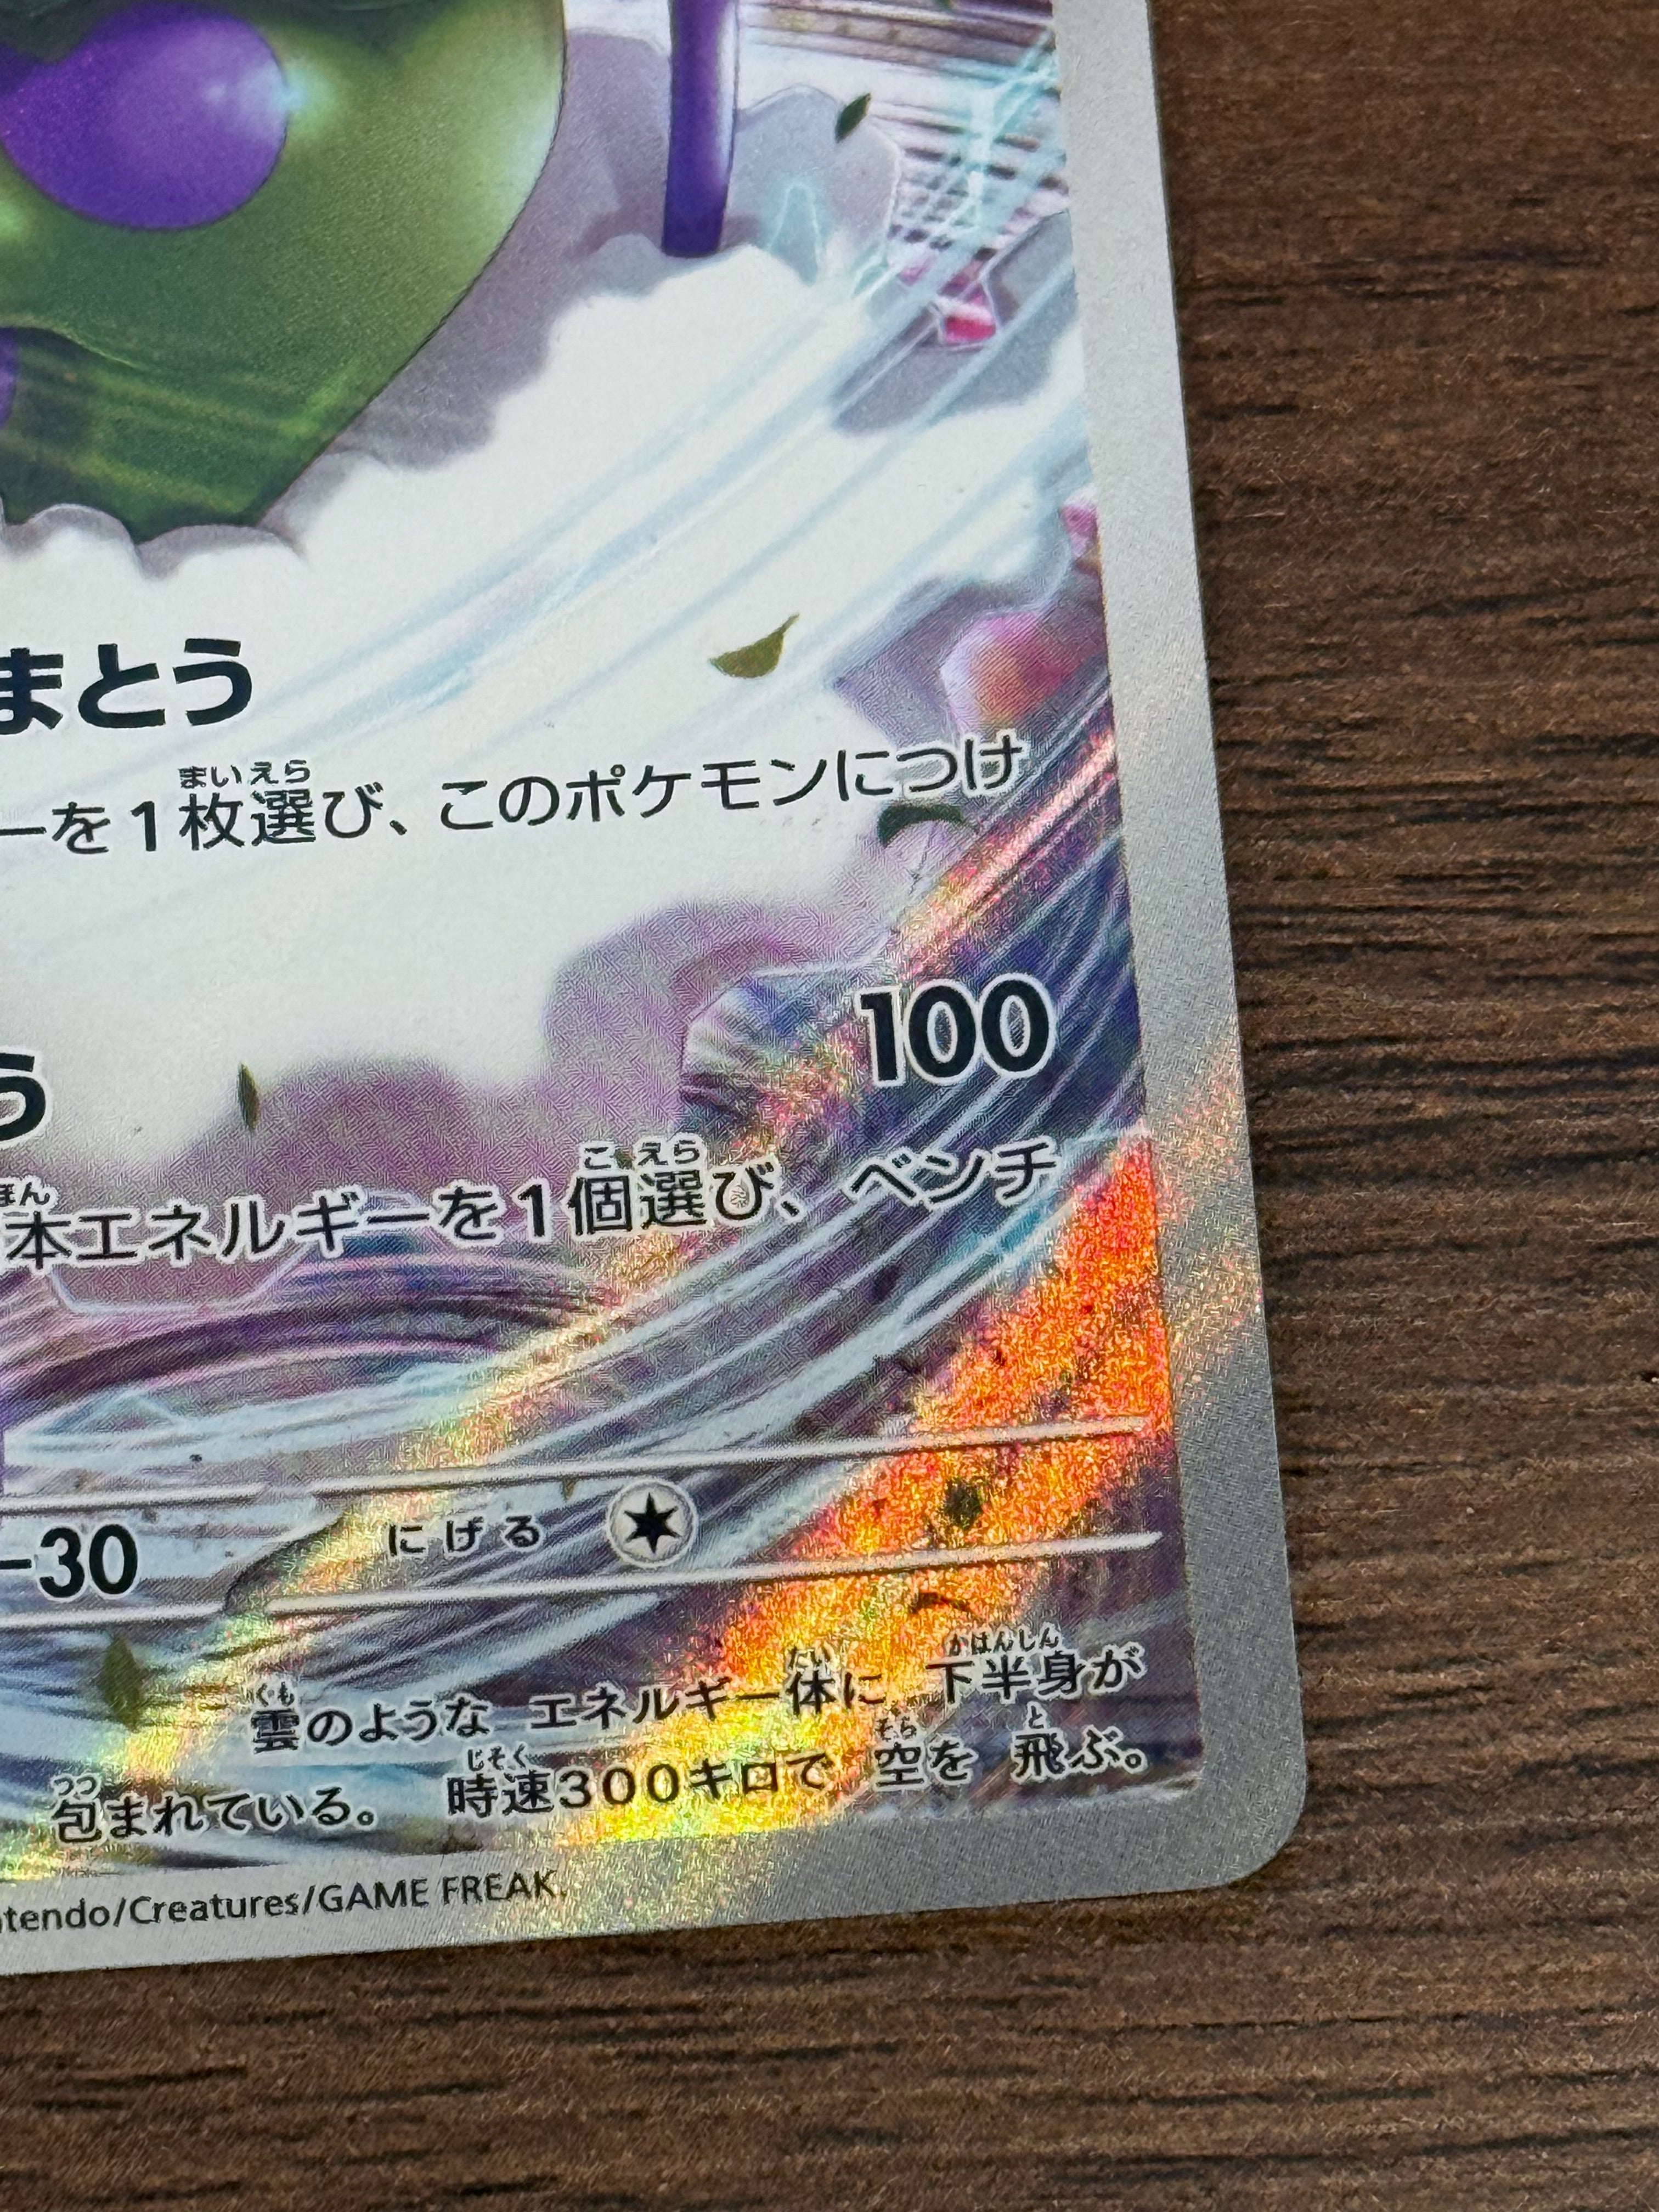 まとう
まいえら
ーを1枚選び、このポケモンにつけ
100
う
ほん こ えら
本エネルギーを1個選び、ベンチ
-30 にげる
くも たい かはんしん
雲のような エネルギー体に 下半身が
つつ じそく そら と
包まれている。 時速300キロで 空を 飛ぶ。
ntendo/Creatures/GAME FREAK.